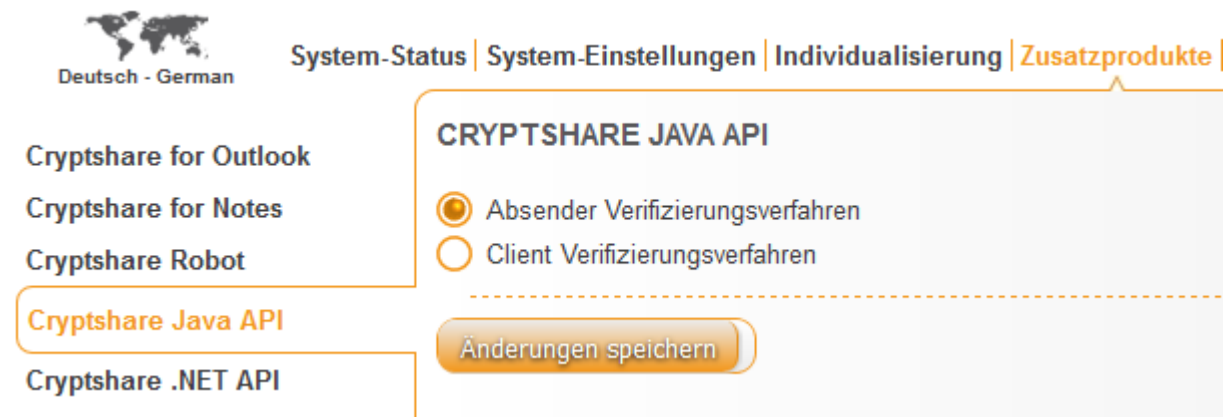 Deutsch - German
System-Status | System-Einstellungen | Individualisierung | Zusatzprodukte |
Cryptshare for Outlook
Cryptshare for Notes
Cryptshare Robot
Cryptshare Java API
Cryptshare .NET API
CRYPTSHARE JAVA API
Absender Verifizierungsverfahren
Client Verifizierungsverfahren
Änderungen speichern